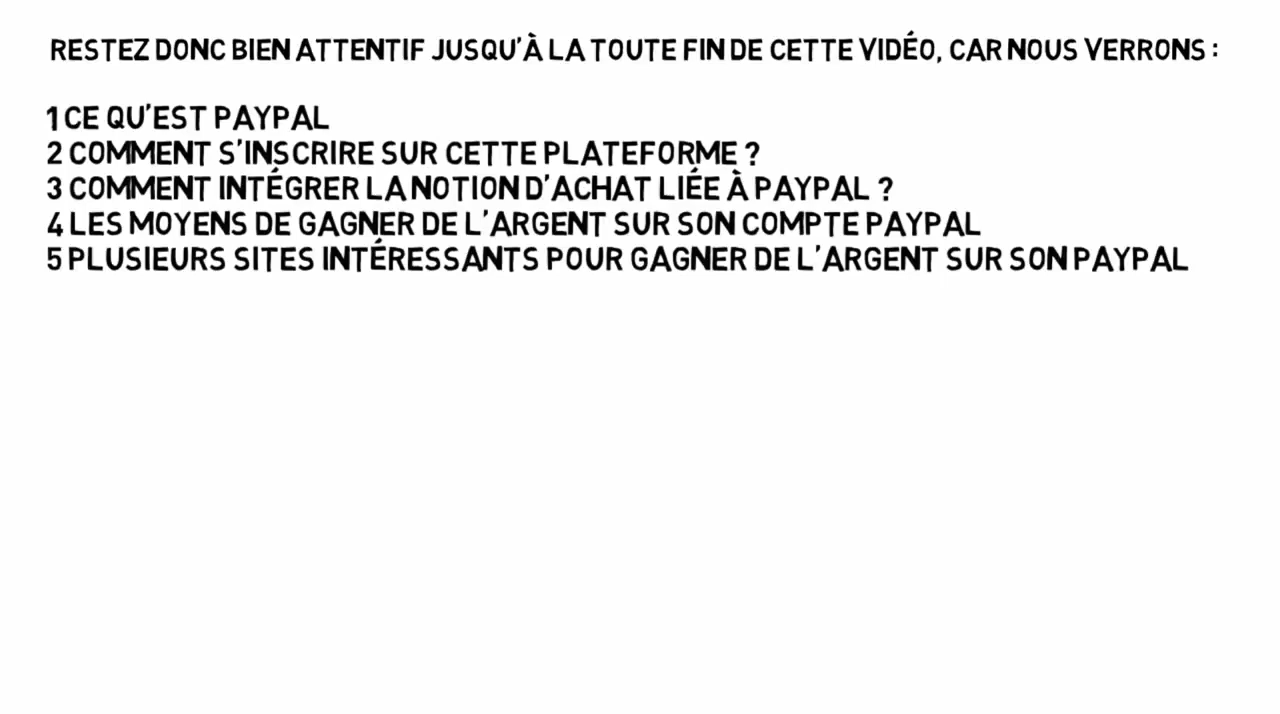 RESTEZ DONC BIEN ATTENTIF JUSQU'À LA TOUTE FIN DE CETTE VIDÉO, CAR NOUS VERRONS :
1 CE QU'EST PAYPAL
2 COMMENT S'INSCRIRE SUR CETTE PLATEFORME ?
3 COMMENT INTÉGRER LA NOTION D'ACHAT LIÉE À PAYPAL ?
4 LES MOYENS DE GAGNER DE L'ARGENT SUR SON COMPTE PAYPAL
5 PLUSIEURS SITES INTÉRESSANTS POUR GAGNER DE L'ARGENT SUR SON PAYPAL